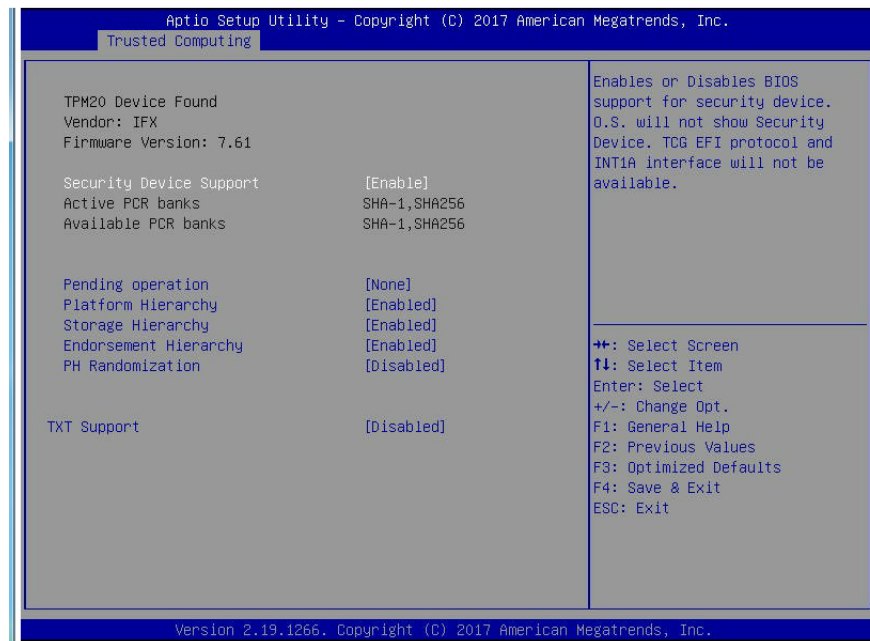 Aptio Setup Utility – Copyright (C) 2017 American Megatrends, Inc.
Trusted Computing
TPM20 Device Found
Vendor: IFX
Firmware Version: 7.61
Security Device Support [Enable]
Active PCR banks SHA-1,SHA256
Available PCR banks SHA-1,SHA256
Pending operation [None]
Platform Hierarchy [Enabled]
Storage Hierarchy [Enabled]
Endorsement Hierarchy [Enabled]
PH Randomization [Disabled]
TXT Support [Disabled]
Enables or Disables BIOS
support for security device.
O.S. will not show Security
Device. TCG EFI protocol and
INT1A interface will not be
available.
→←: Select Screen
↑↓: Select Item
Enter: Select
+/-: Change Opt.
F1: General Help
F2: Previous Values
F3: Optimized Defaults
F4: Save & Exit
ESC: Exit
Version 2.19.1266. Copyright (C) 2017 American Megatrends, Inc.